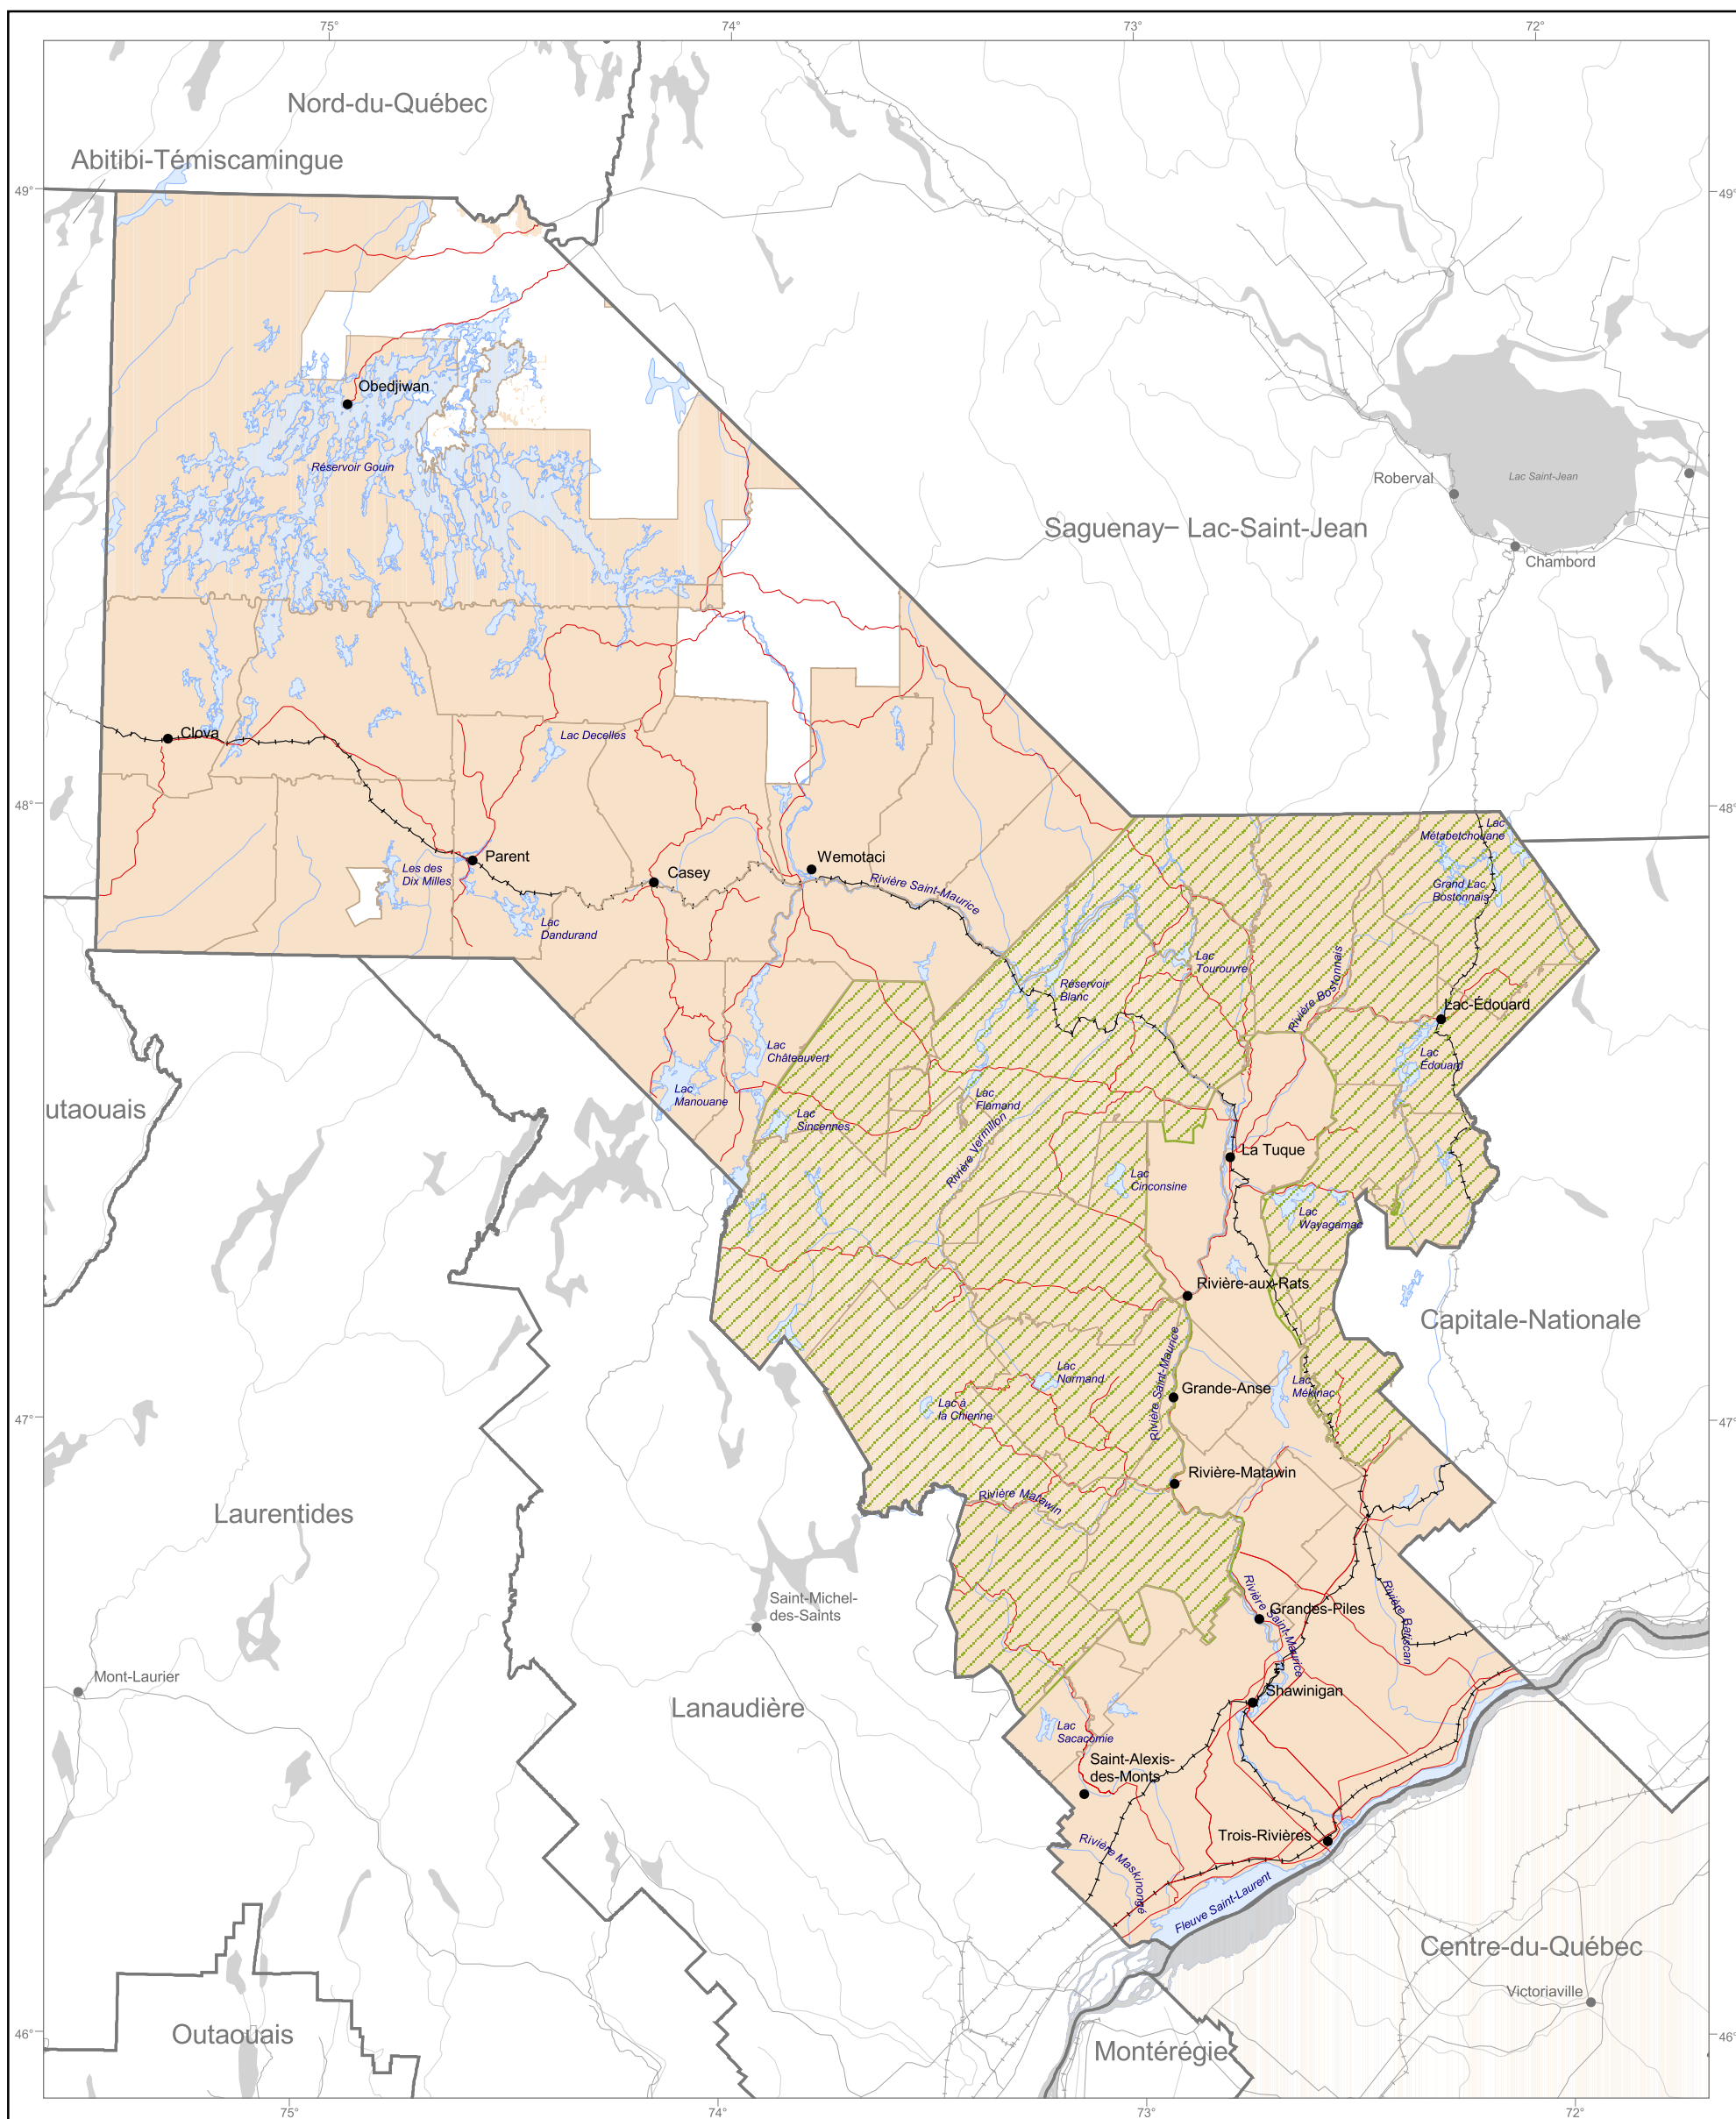 75°
74°
73°
72°
Nord-du-Québec
Abitibi-Témiscamingue
49°
49°
Obedjiwan
Réservoir Gouin
Roberval
Lac Saint-Jean
Saguenay– Lac-Saint-Jean
Chambord
Clova
Lac Decelles
48°
48°
Lac
Métabetchouane
Parent
Wemotaci
Les des
Dix Milles
Casey
Rivière Saint-Maurice
Grand Lac
Bostonnais
Lac
Dandurand
Lac
Tourouvre
Réservoir
Blanc
Rivière Bostonnais
Lac-Édouard
Lac
Châteauvert
Lac
Édouard
Lac
Manouane
Lac
Flamand
utaouais
Lac
Sincennes
Rivière Vermillon
La Tuque
Lac
Cinconsine
Lac
Wayagamac
Rivière-aux-Rats
Capitale-Nationale
Rivière Saint-Maurice
Lac
Normand
Grande-Anse
Lac
Mékinac
Lac à
la Chienne
47°
47°
Rivière-Matawin
Rivière Matawin
Laurentides
Saint-Michel-
des-Saints
Rivière Saint-Maurice
Grandes-Piles
Rivière Batiscan
Mont-Laurier
Lanaudière
Shawinigan
Lac
Sacacomie
Saint-Alexis-
des-Monts
Trois-Rivières
Rivière Maskinongé
Fleuve Saint-Laurent
Centre-du-Québec
Victoriaville
Outaouais
46°
46°
Montérégie
75°
74°
73°
72°